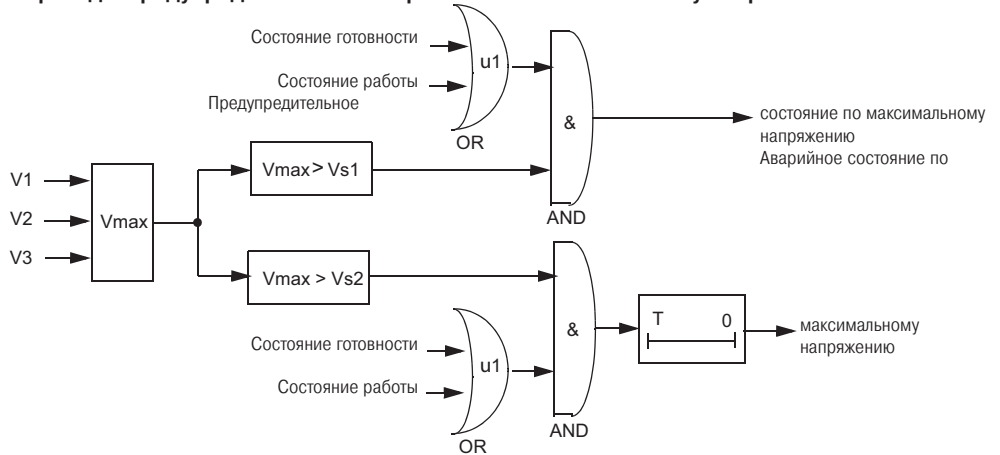 Состояние готовности
u1
Состояние работы
Предупредительное
OR
&
AND
состояние по максимальному
напряжению
Аварийное состояние по
V1
V2
V3
Vmax
Vmax > Vs1
Vmax > Vs2
&
T 0
максимальному
напряжению
Состояние готовности
u1
Состояние работы
OR
AND